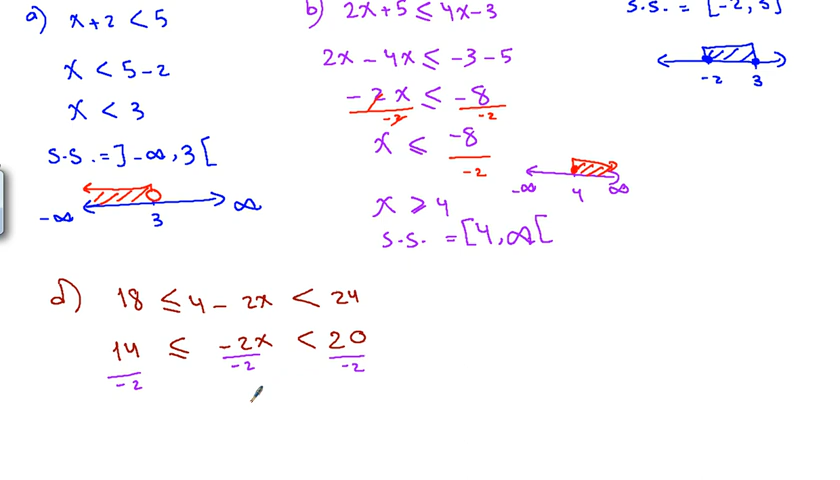 a) x + 2 < 5
x < 5 - 2
x < 3
s.s. = ] -∞, 3 [
-∞ 3 ∞
b) 2x + 5 ≤ 4x - 3
2x - 4x ≤ -3 - 5
-2x ≤ -8
-2 -2
x ≤ -8
-2
x ≥ 4
s.s. = [4, ∞[
-∞ 4 ∞
s.s. = [-2, 3]
-2 3
d) 18 ≤ 4 - 2x < 24
14 ≤ -2x < 20
-2 -2 -2